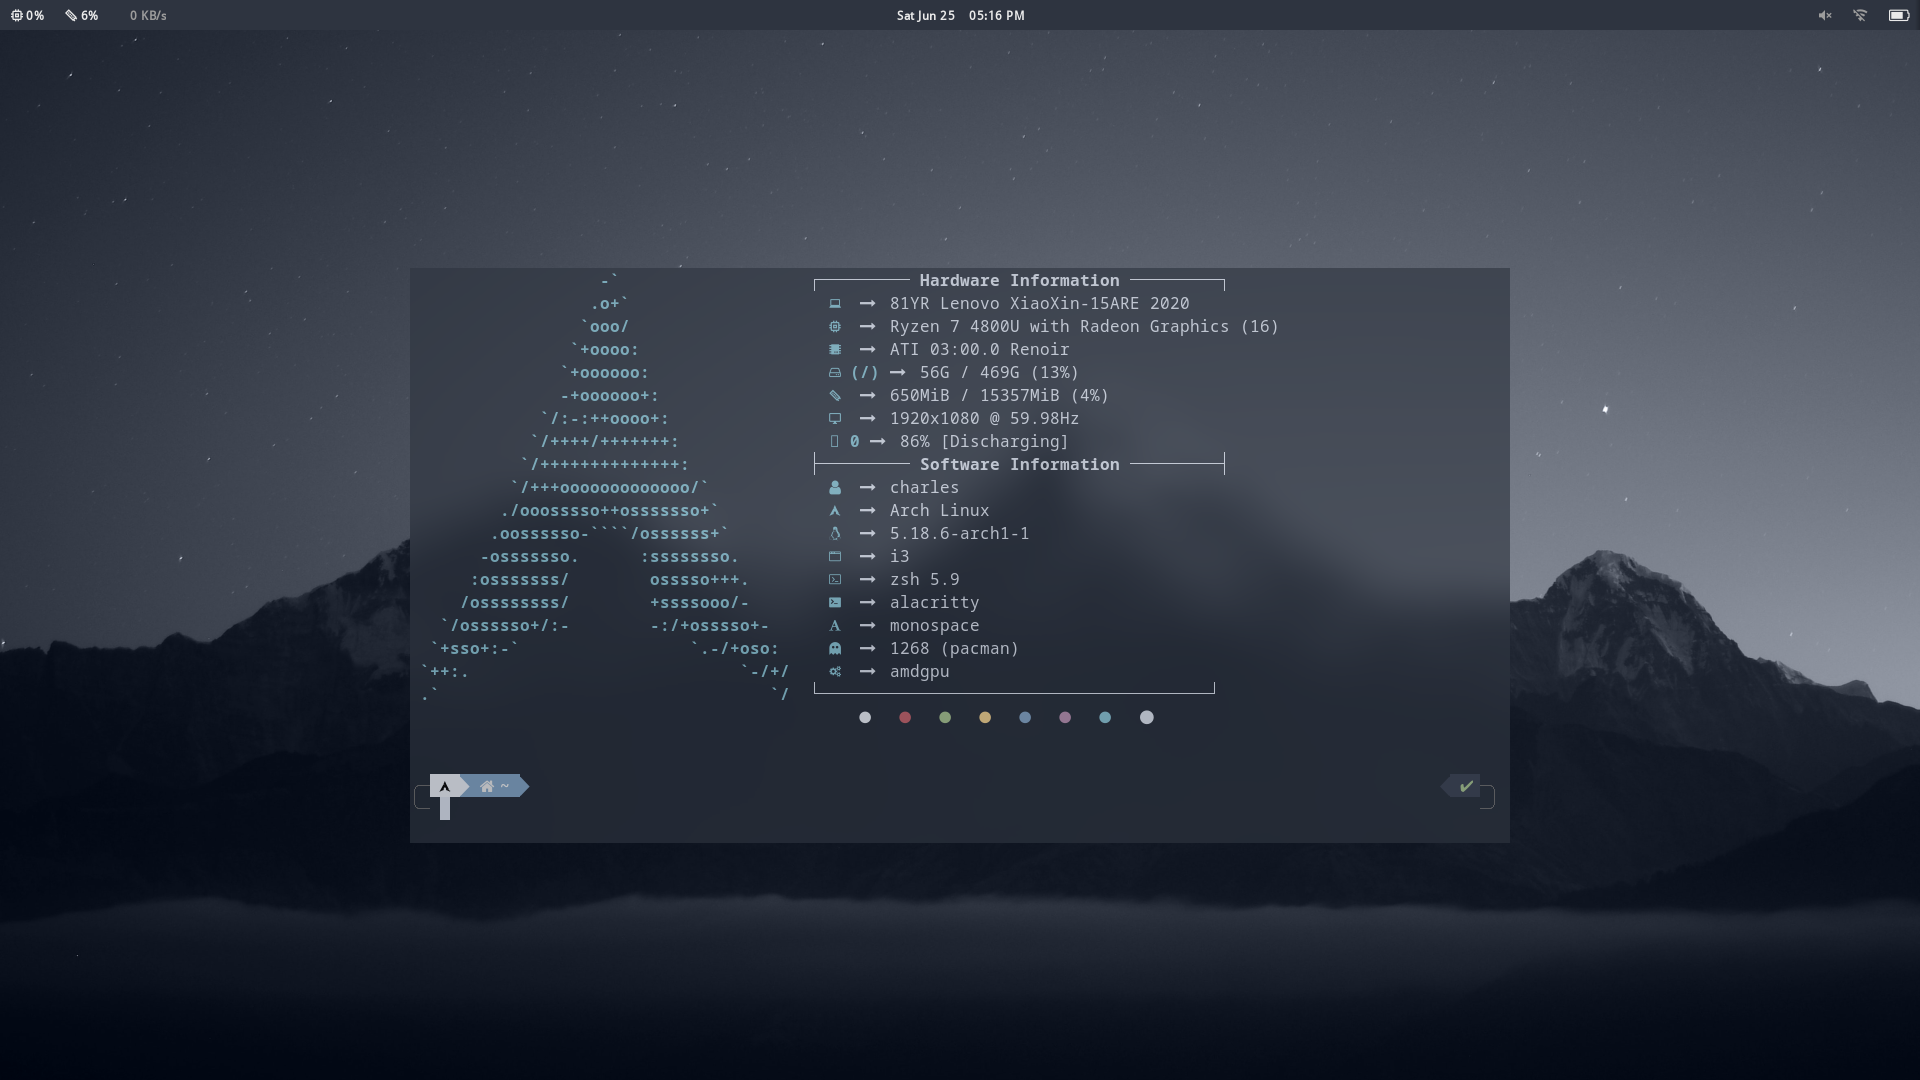 0% 6% 0 KB/s Sat Jun 25 05:16 PM
Hardware Information
81YR Lenovo XiaoXin-15ARE 2020
Ryzen 7 4800U with Radeon Graphics (16)
ATI 03:00.0 Renoir
(/) → 56G / 469G (13%)
650MiB / 15357MiB (4%)
1920x1080 @ 59.98Hz
0 → 86% [Discharging]
Software Information
charles
Arch Linux
5.18.6-arch1-1
i3
zsh 5.9
alacritty
monospace
1268 (pacman)
amdgpu
~